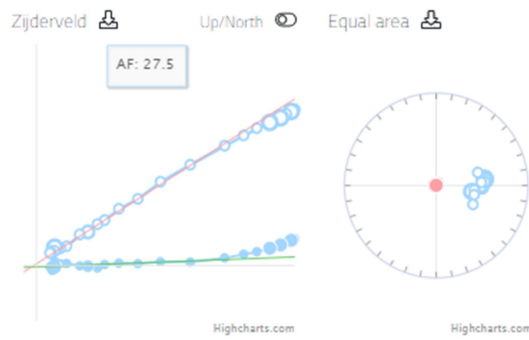 Zijderveld
Up/North
Equal area
AF: 27.5
Highcharts.com
Highcharts.com